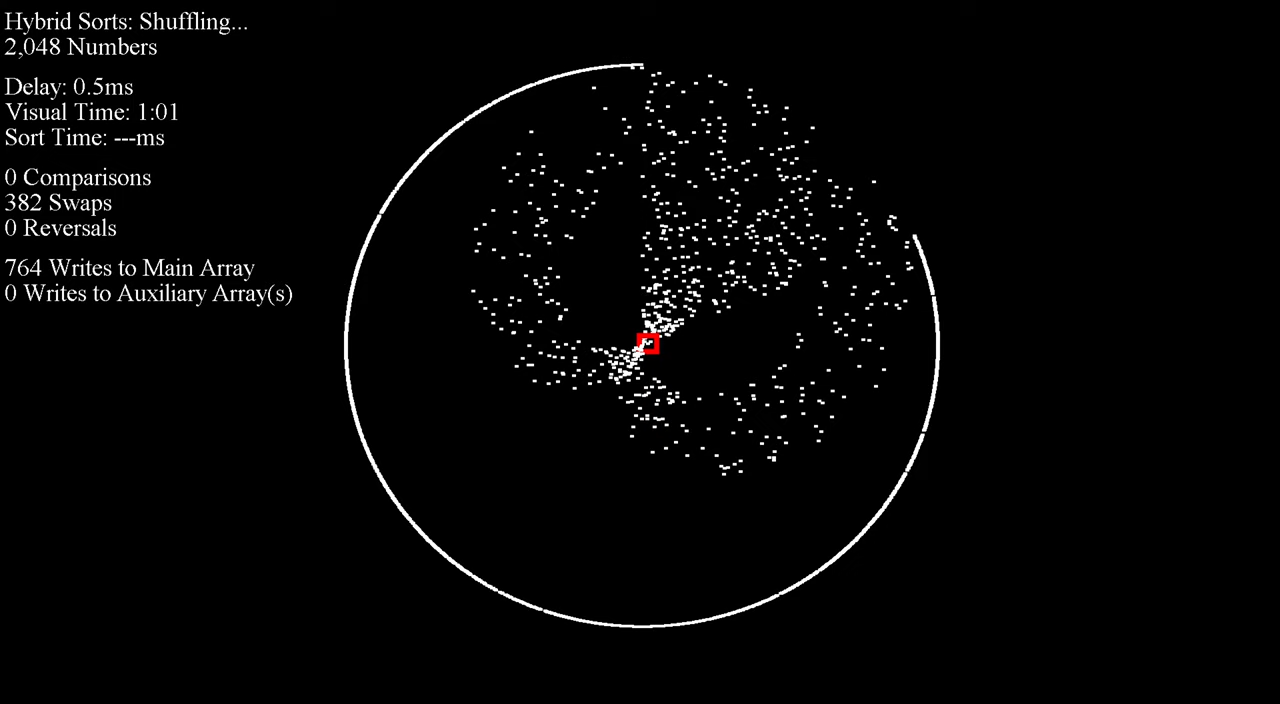 Hybrid Sorts: Shuffling...
2,048 Numbers
Delay: 0.5ms
Visual Time: 1:01
Sort Time: ---ms
0 Comparisons
382 Swaps
0 Reversals
764 Writes to Main Array
0 Writes to Auxiliary Array(s)